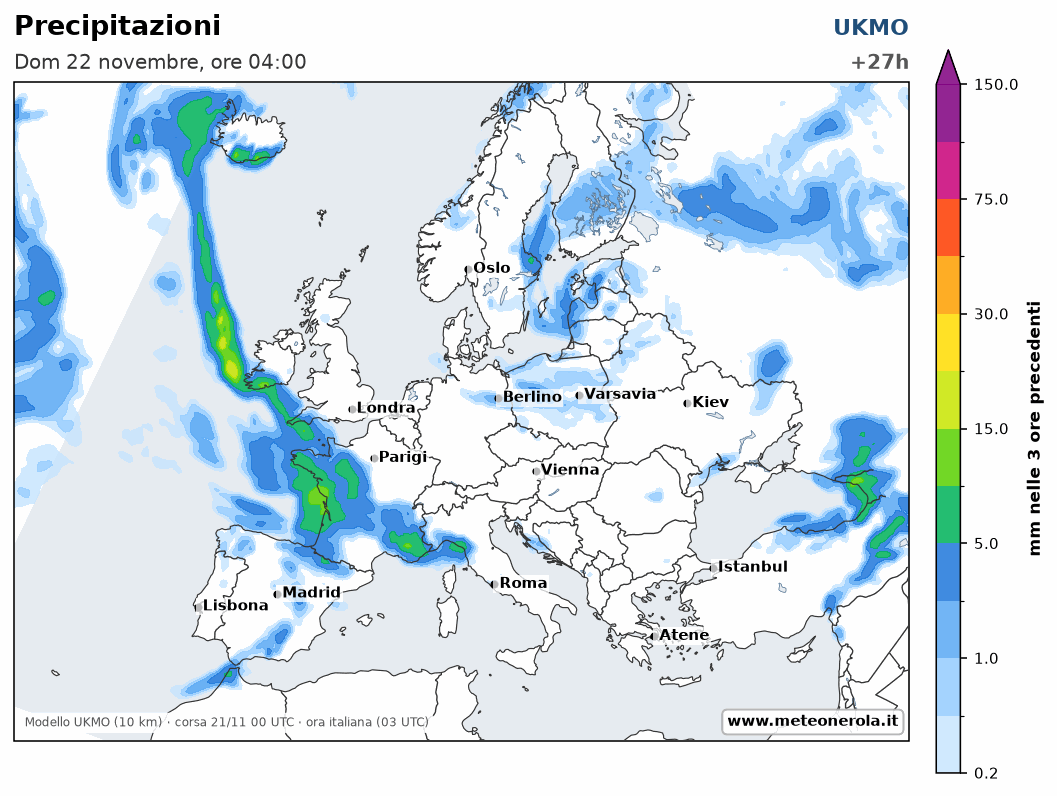 Precipitazioni
UKMO
Dom 22 novembre, ore 04:00
+27h
150.0
75.0
30.0
15.0
5.0
1.0
0.2
mm nelle 3 ore precedenti
Oslo
Londra
Berlino
Varsavia
Kiev
Parigi
Vienna
Istanbul
Roma
Madrid
Lisbona
Atene
Modello UKMO (10 km) · corsa 21/11 00 UTC · ora italiana (03 UTC)
www.meteonerola.it